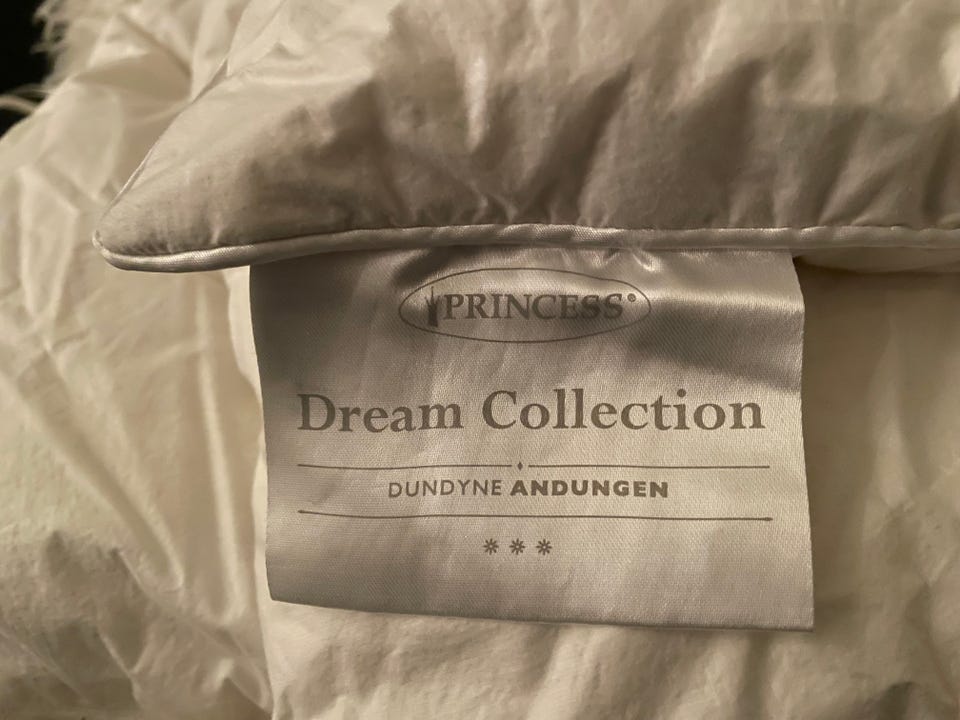 PRINCESS®
Dream Collection
DUNDYNE ANDUNGEN
***